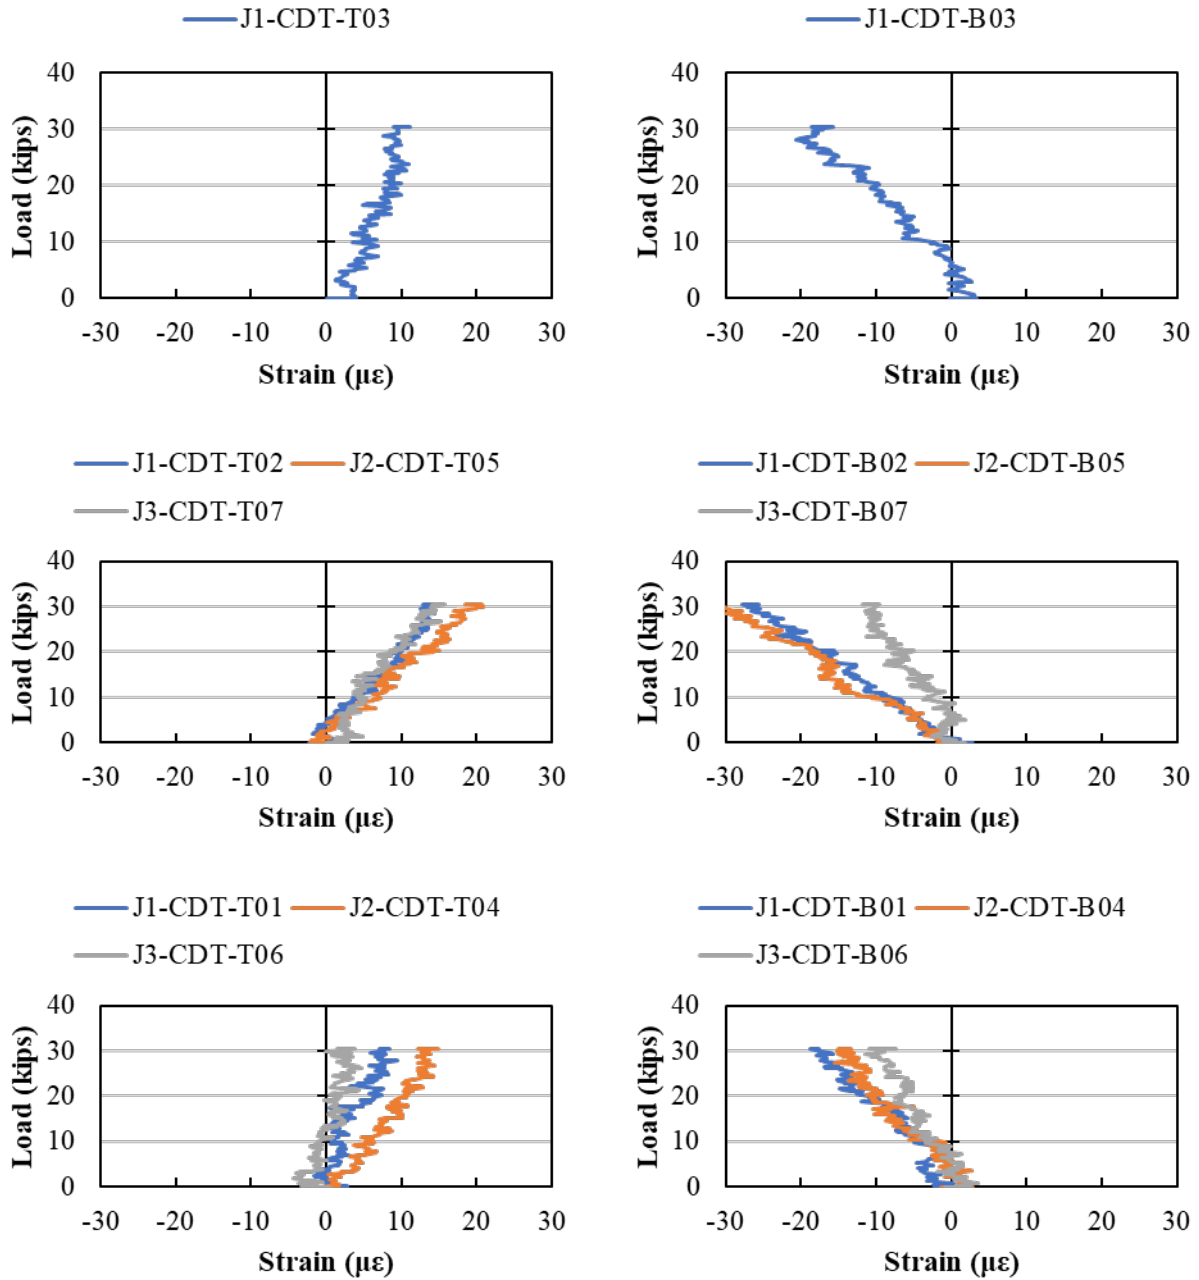 J1-CDT-T03
40
30
20
10
0
-30 -20 -10 0 10 20 30
Load (kips)
Strain (με)
J1-CDT-B03
40
30
20
10
0
-30 -20 -10 0 10 20 30
Load (kips)
Strain (με)
J1-CDT-T02 J2-CDT-T05
J3-CDT-T07
40
30
20
10
0
-30 -20 -10 0 10 20 30
Load (kips)
Strain (με)
J1-CDT-B02 J2-CDT-B05
J3-CDT-B07
40
30
20
10
0
-30 -20 -10 0 10 20 30
Load (kips)
Strain (με)
J1-CDT-T01 J2-CDT-T04
J3-CDT-T06
40
30
20
10
0
-30 -20 -10 0 10 20 30
Load (kips)
Strain (με)
J1-CDT-B01 J2-CDT-B04
J3-CDT-B06
40
30
20
10
0
-30 -20 -10 0 10 20 30
Load (kips)
Strain (με)